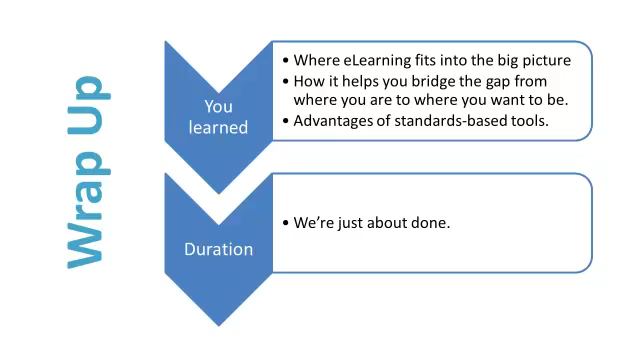 Wrap Up
You
learned
• Where eLearning fits into the big picture
• How it helps you bridge the gap from
where you are to where you want to be.
• Advantages of standards-based tools.
Duration
• We’re just about done.